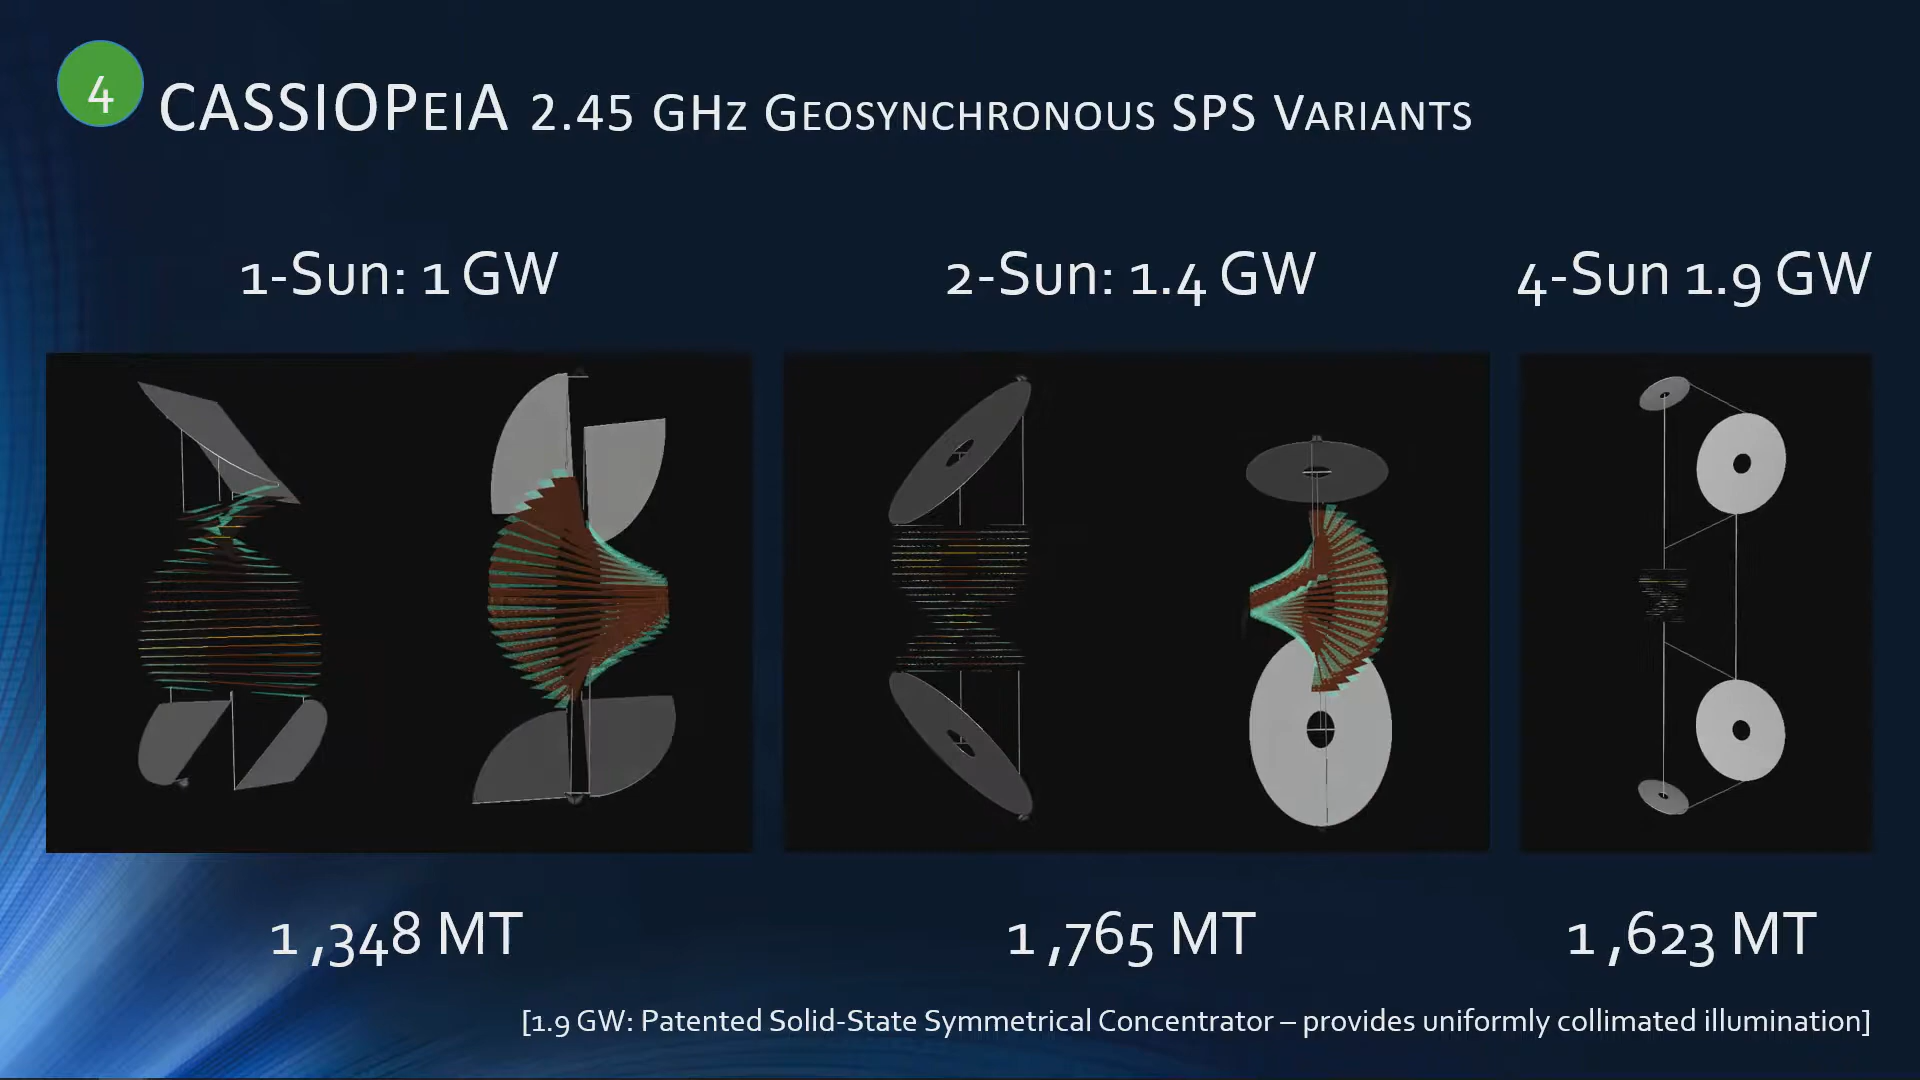 4
CASSIOPeiA 2.45 GHz Geosynchronous SPS Variants
1-Sun: 1 GW
2-Sun: 1.4 GW
4-Sun 1.9 GW
1 ,348 MT
1 ,765 MT
1 ,623 MT
[1.9 GW: Patented Solid-State Symmetrical Concentrator – provides uniformly collimated illumination]